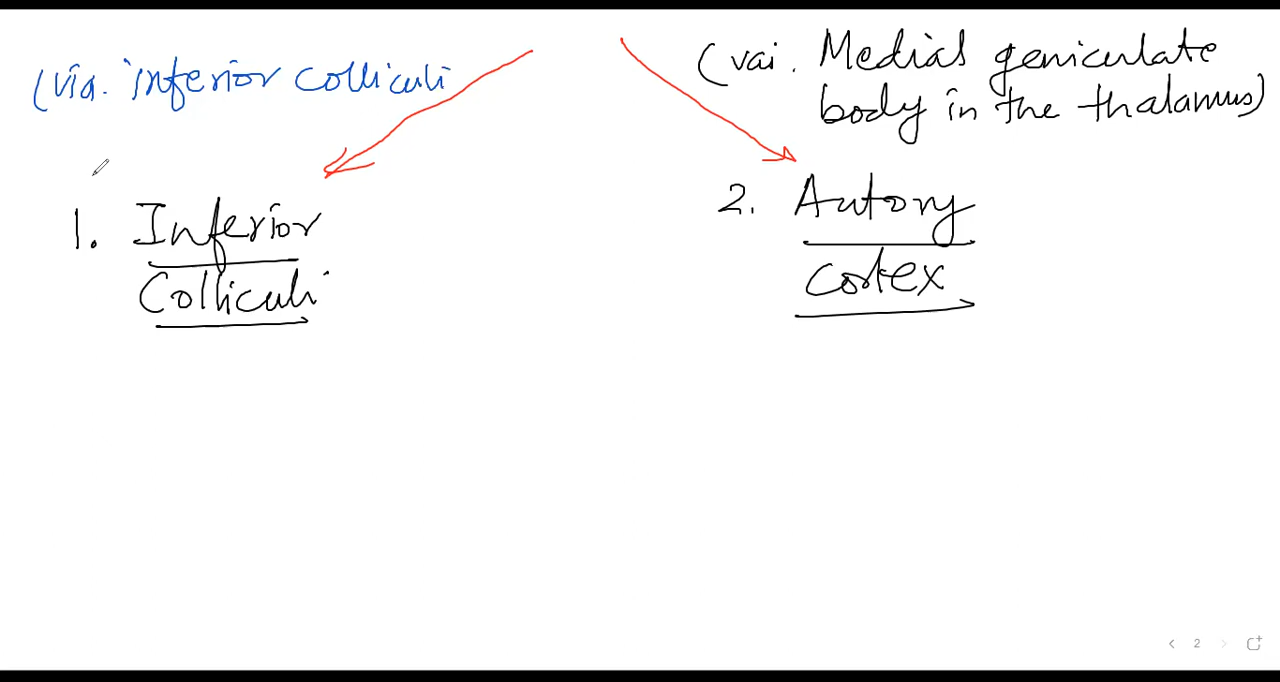 (via. inferior colliculi
(vai. Medial geniculate
body in the thalamus)
1. Inferior
Colliculi
2. Autory
Cortex
2